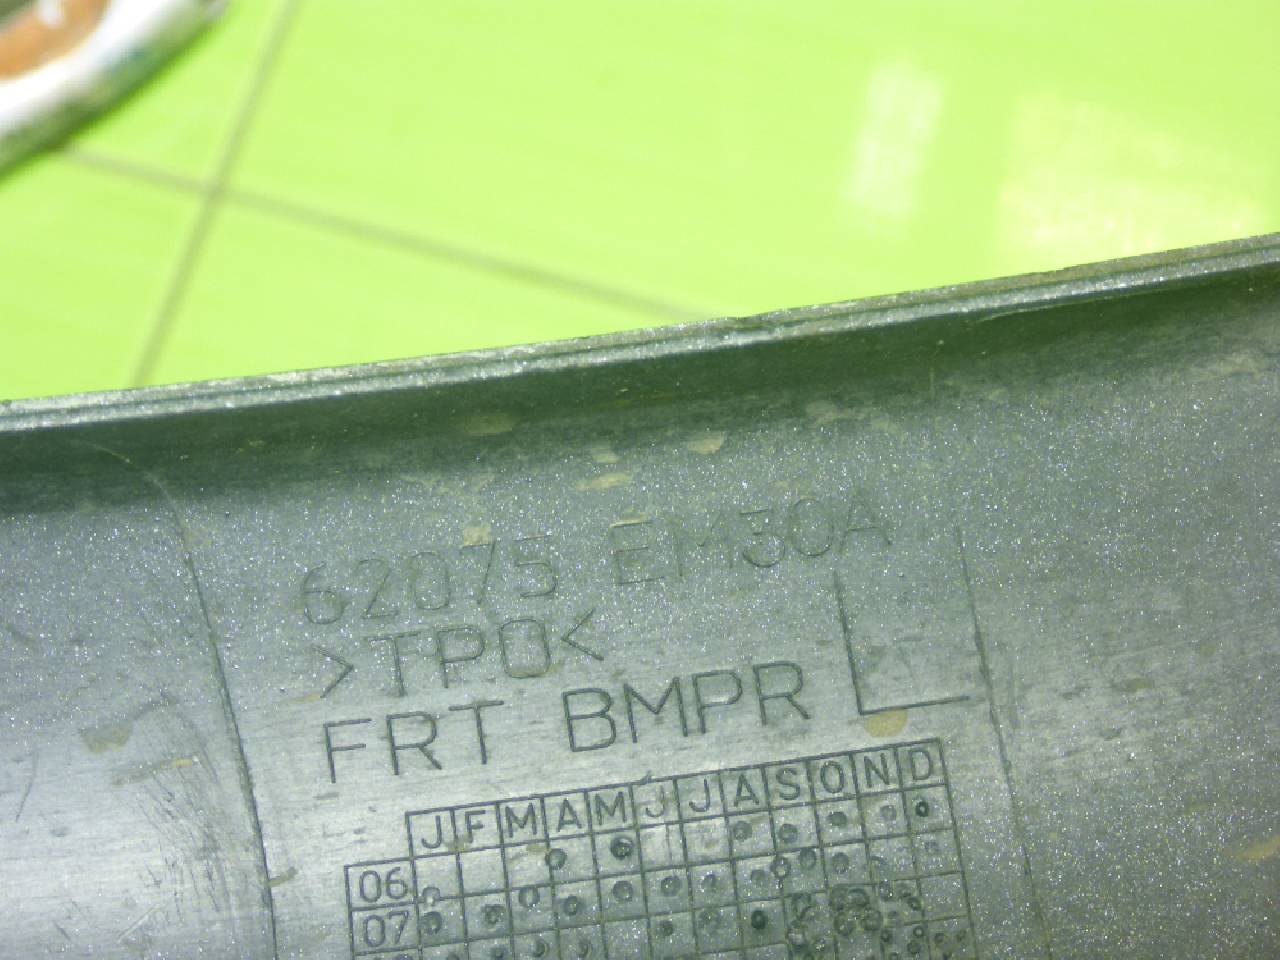 62075 EM30A
>TPO<
FRT BMPR L
J F M A M J J A S O N D
06
07